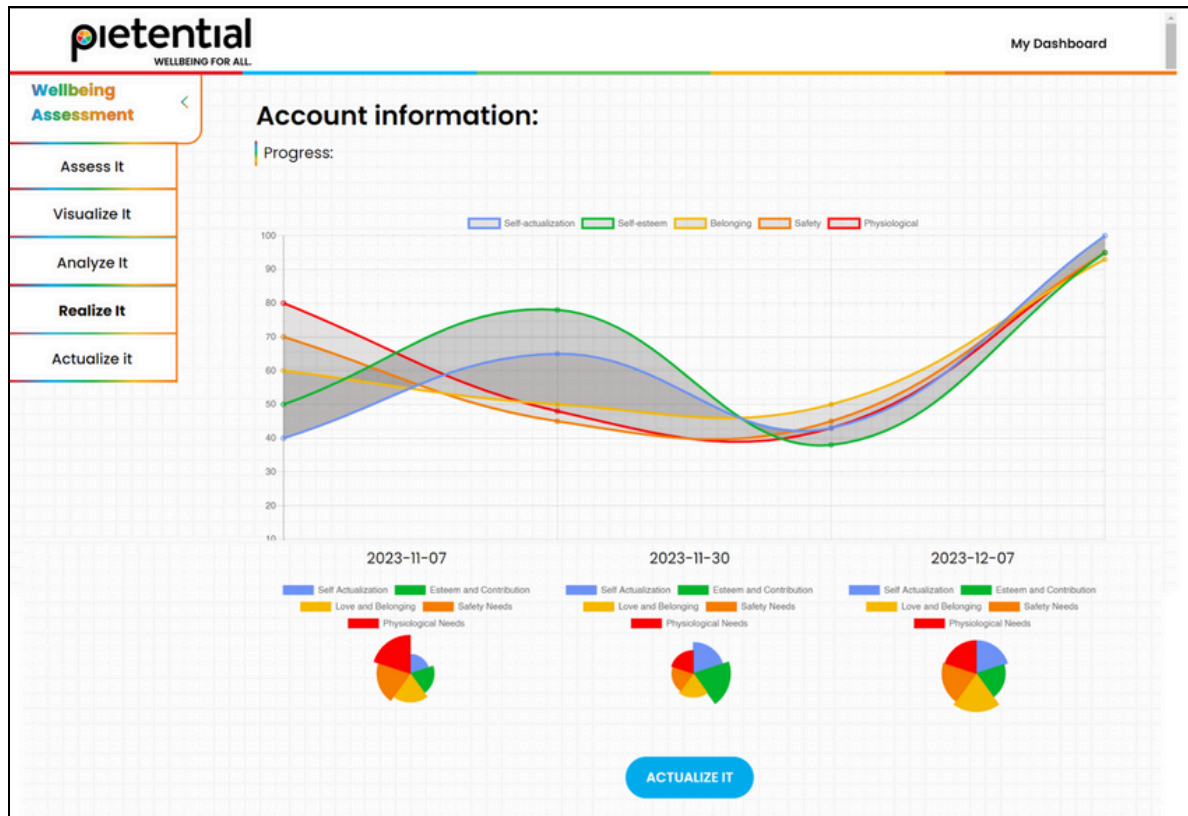 pietential
WELLBEING FOR ALL.
My Dashboard
Wellbeing
Assessment
Assess It
Visualize It
Analyze It
Realize It
Actualize it
Account information:
Progress:
Self-actualization Self-esteem Belonging Safety Physiological
100
90
80
70
60
50
40
30
20
10
2023-11-07 2023-11-30 2023-12-07
Self Actualization Esteem and Contribution
Love and Belonging Safety Needs
Physiological Needs
Self Actualization Esteem and Contribution
Love and Belonging Safety Needs
Physiological Needs
Self Actualization Esteem and Contribution
Love and Belonging Safety Needs
Physiological Needs
ACTUALIZE IT